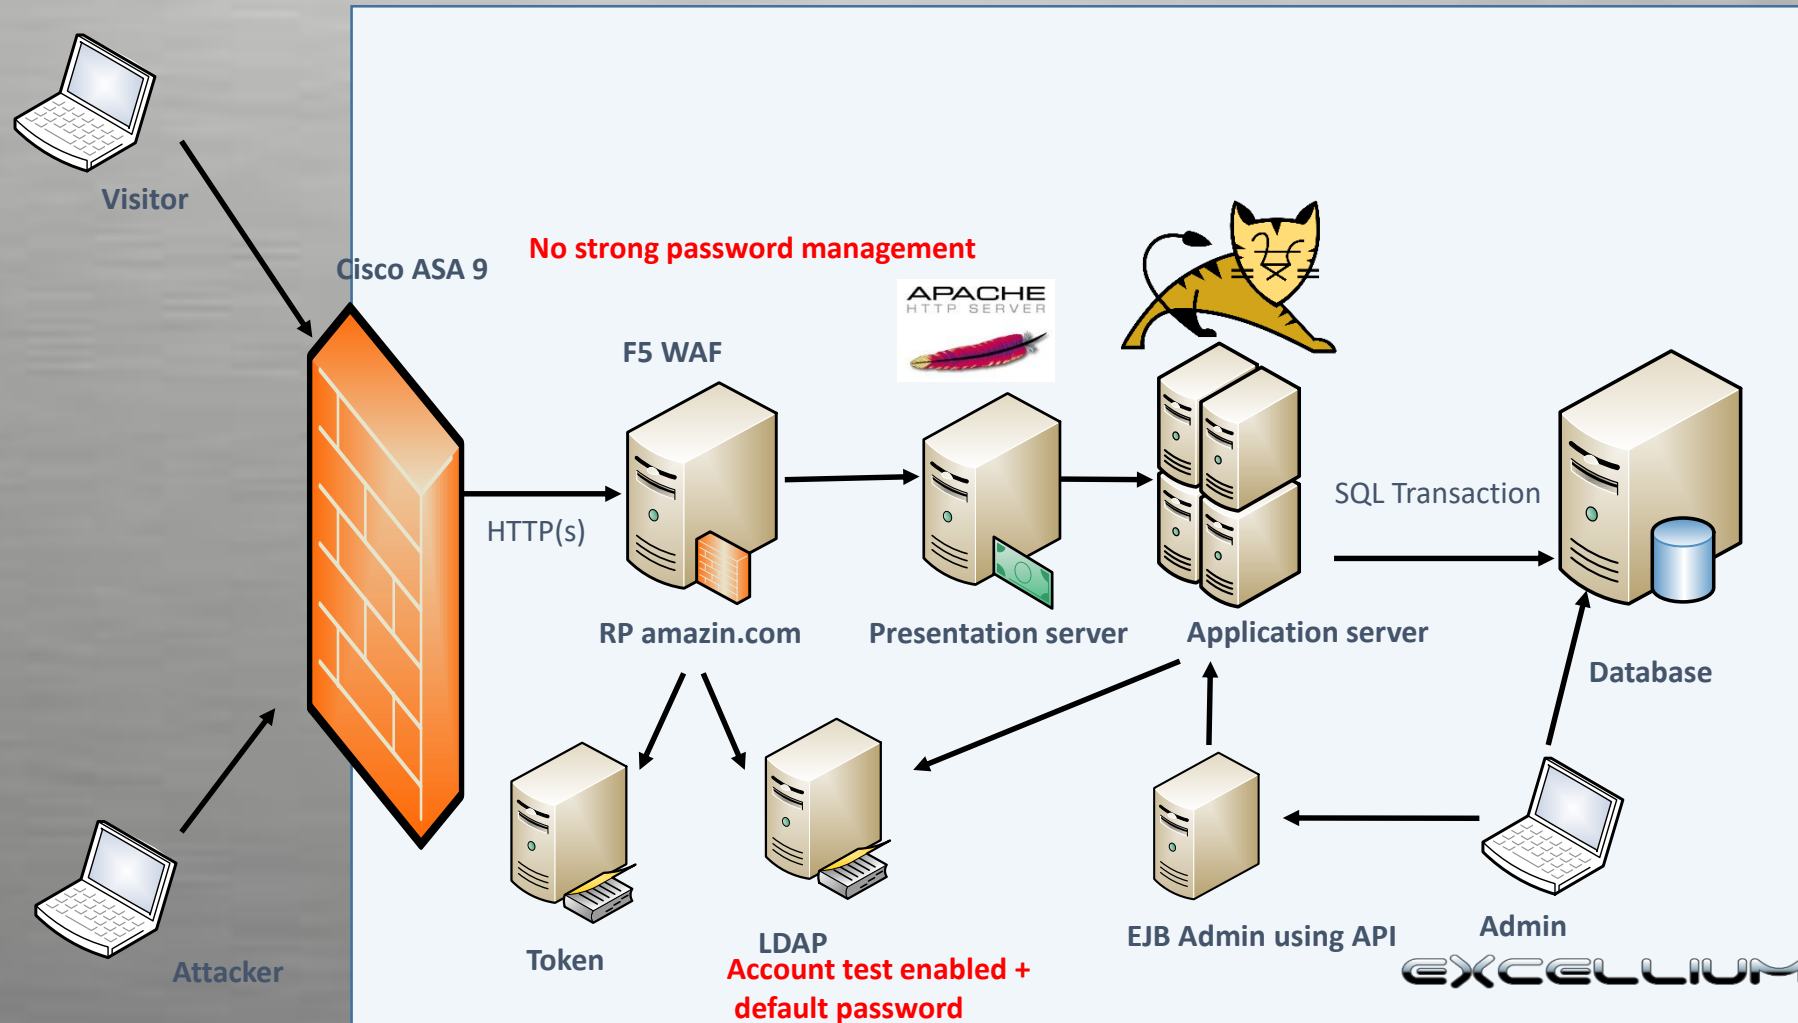 Visitor
Cisco ASA 9
No strong password management
APACHE
HTTP SERVER
F5 WAF
HTTP(s)
SQL Transaction
RP amazin.com
Presentation server
Application server
Database
Token
LDAP
Account test enabled +
default password
EJB Admin using API
Admin
Attacker
EXCELLIUM